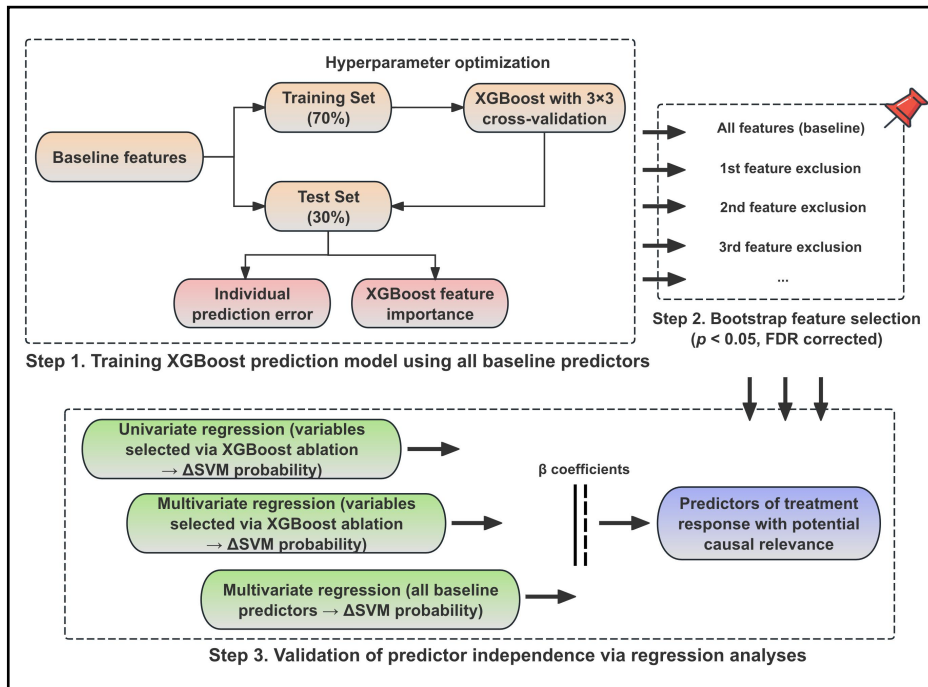 Hyperparameter optimization
Training Set
(70%)
XGBoost with 3×3
cross-validation
Baseline features
Test Set
(30%)
Individual
prediction error
XGBoost feature
importance
Step 1. Training XGBoost prediction model using all baseline predictors
All features (baseline)
1st feature exclusion
2nd feature exclusion
3rd feature exclusion
...
Step 2. Bootstrap feature selection
(p < 0.05, FDR corrected)
Univariate regression (variables
selected via XGBoost ablation
→ ΔSVM probability)
Multivariate regression (variables
selected via XGBoost ablation
→ ΔSVM probability)
Multivariate regression (all baseline
predictors → ΔSVM probability)
β coefficients
Predictors of treatment
response with potential
causal relevance
Step 3. Validation of predictor independence via regression analyses